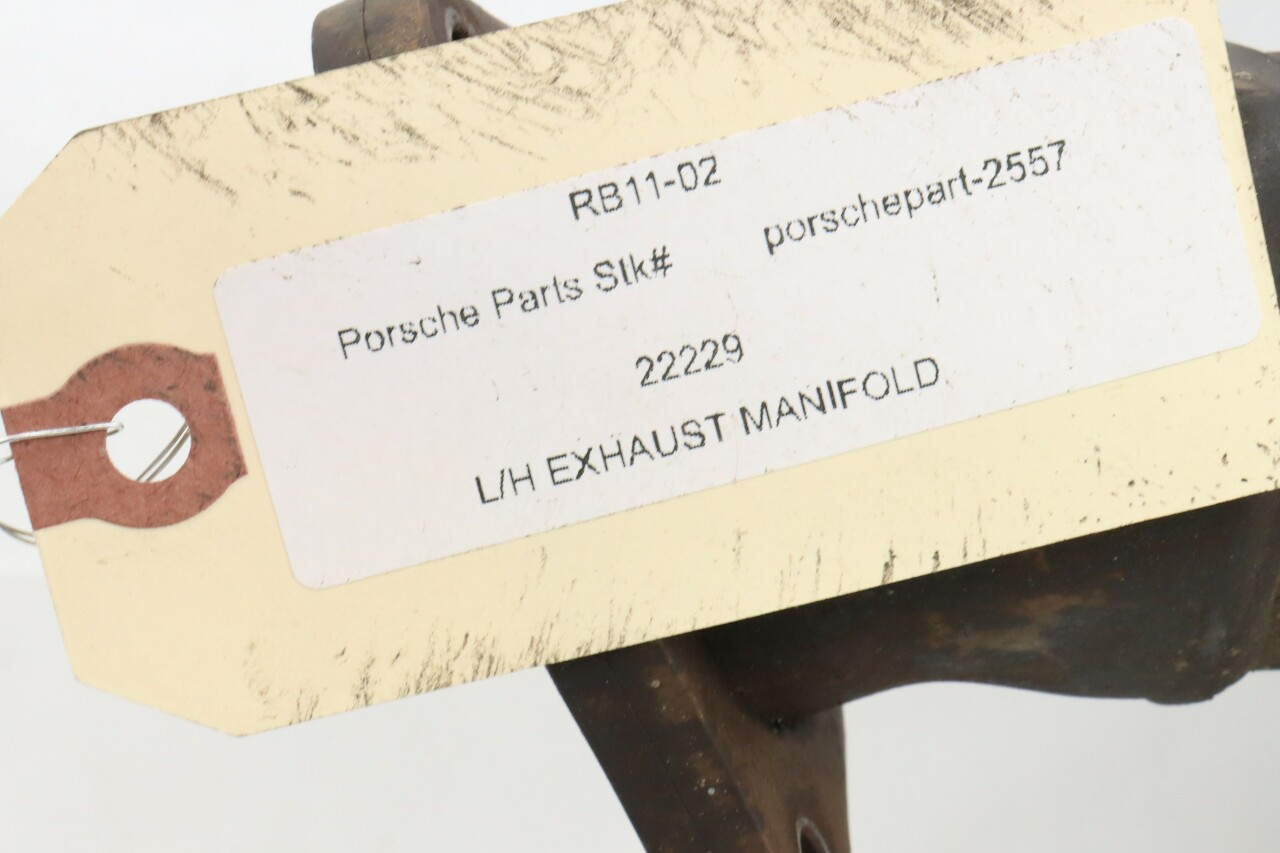 RB11-02
Porsche Parts Stk# porschepart-2557
22229
L/H EXHAUST MANIFOLD